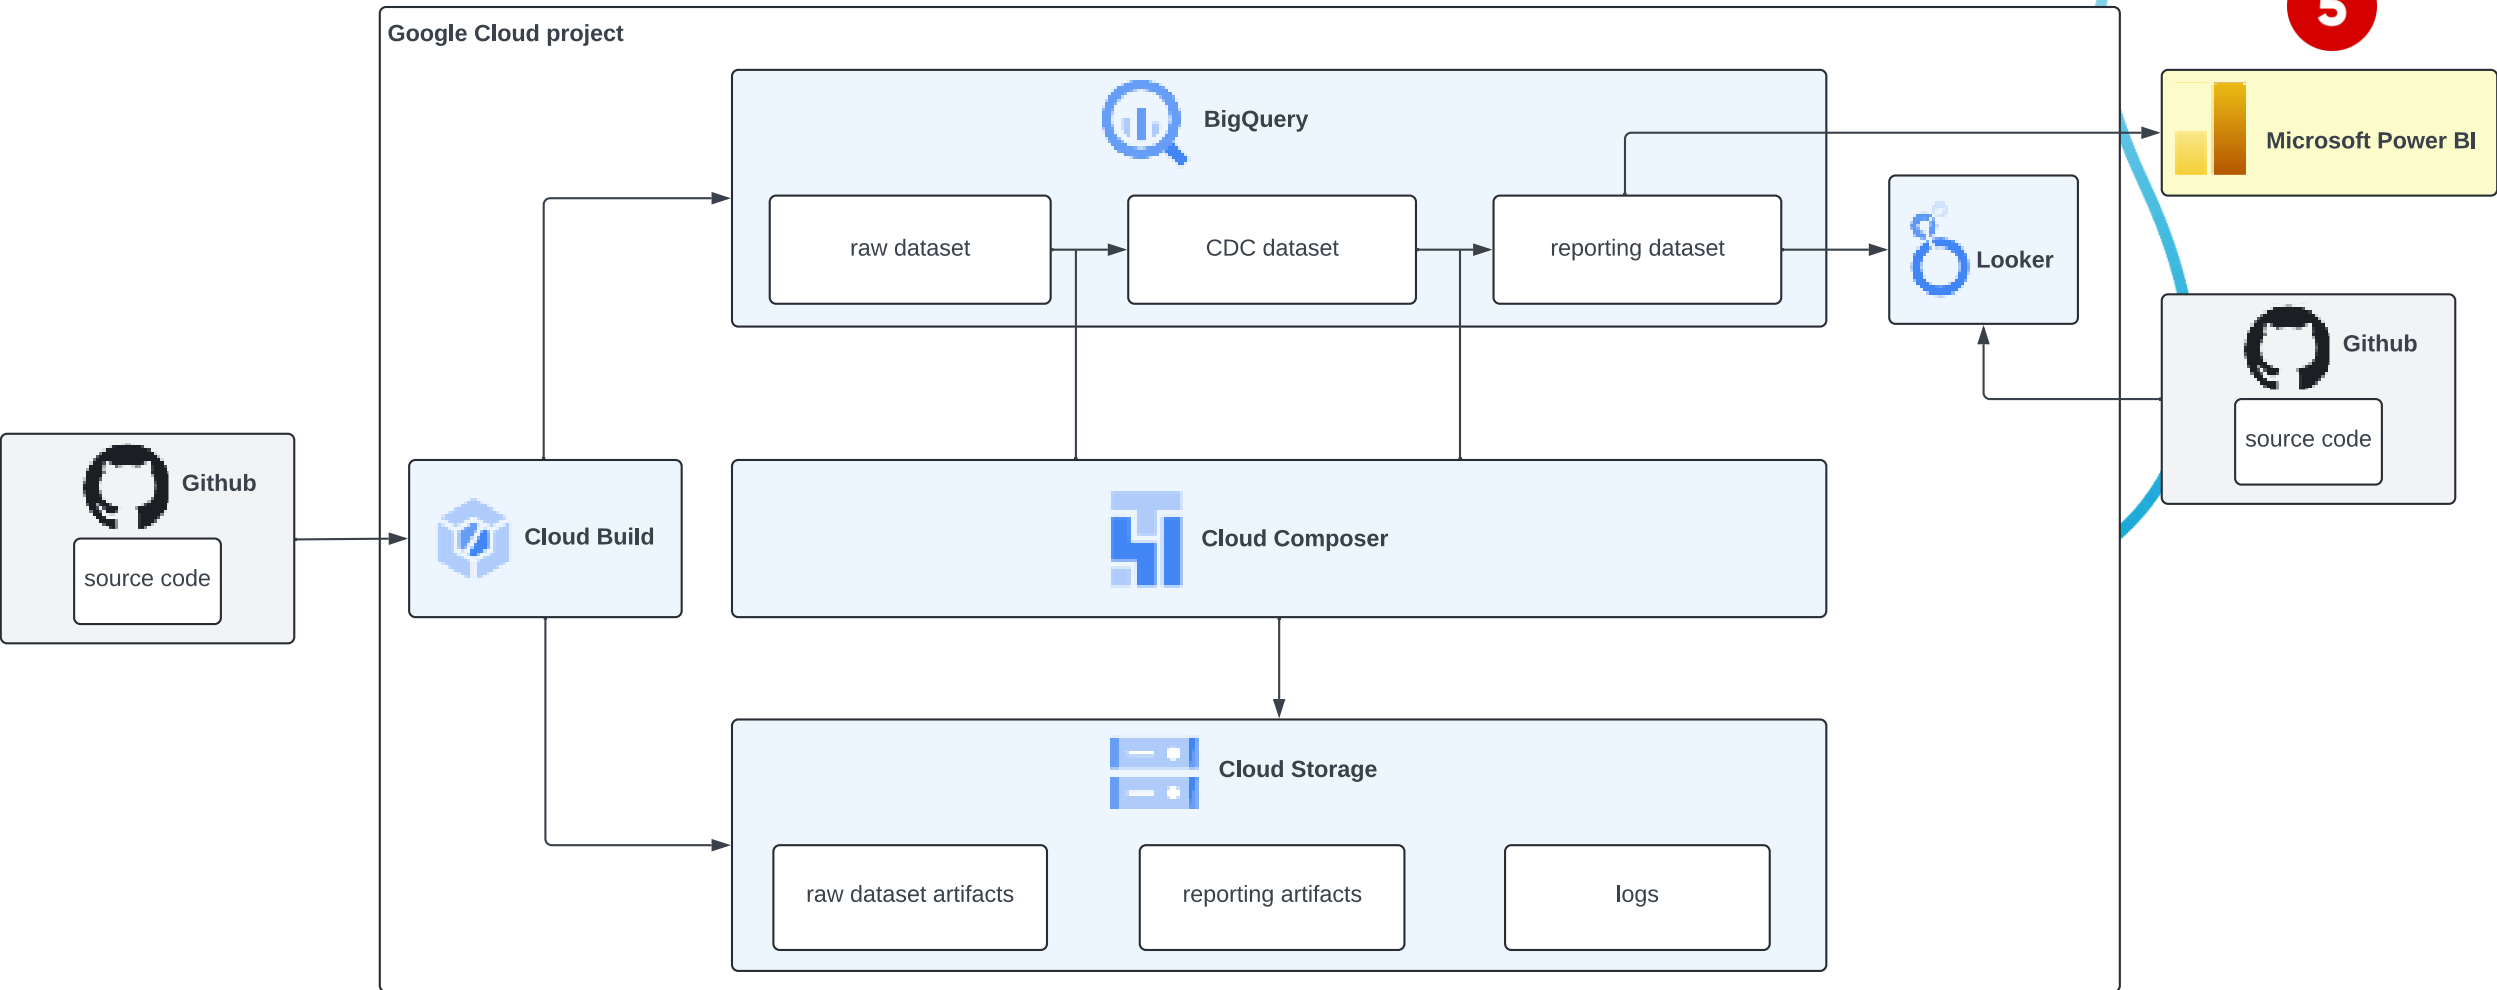 Google Cloud project
BigQuery
Microsoft Power BI
raw dataset
CDC dataset
reporting dataset
Looker
Github
source code
Github
source code
Cloud Build
Cloud Composer
Cloud Storage
raw dataset artifacts
reporting artifacts
logs